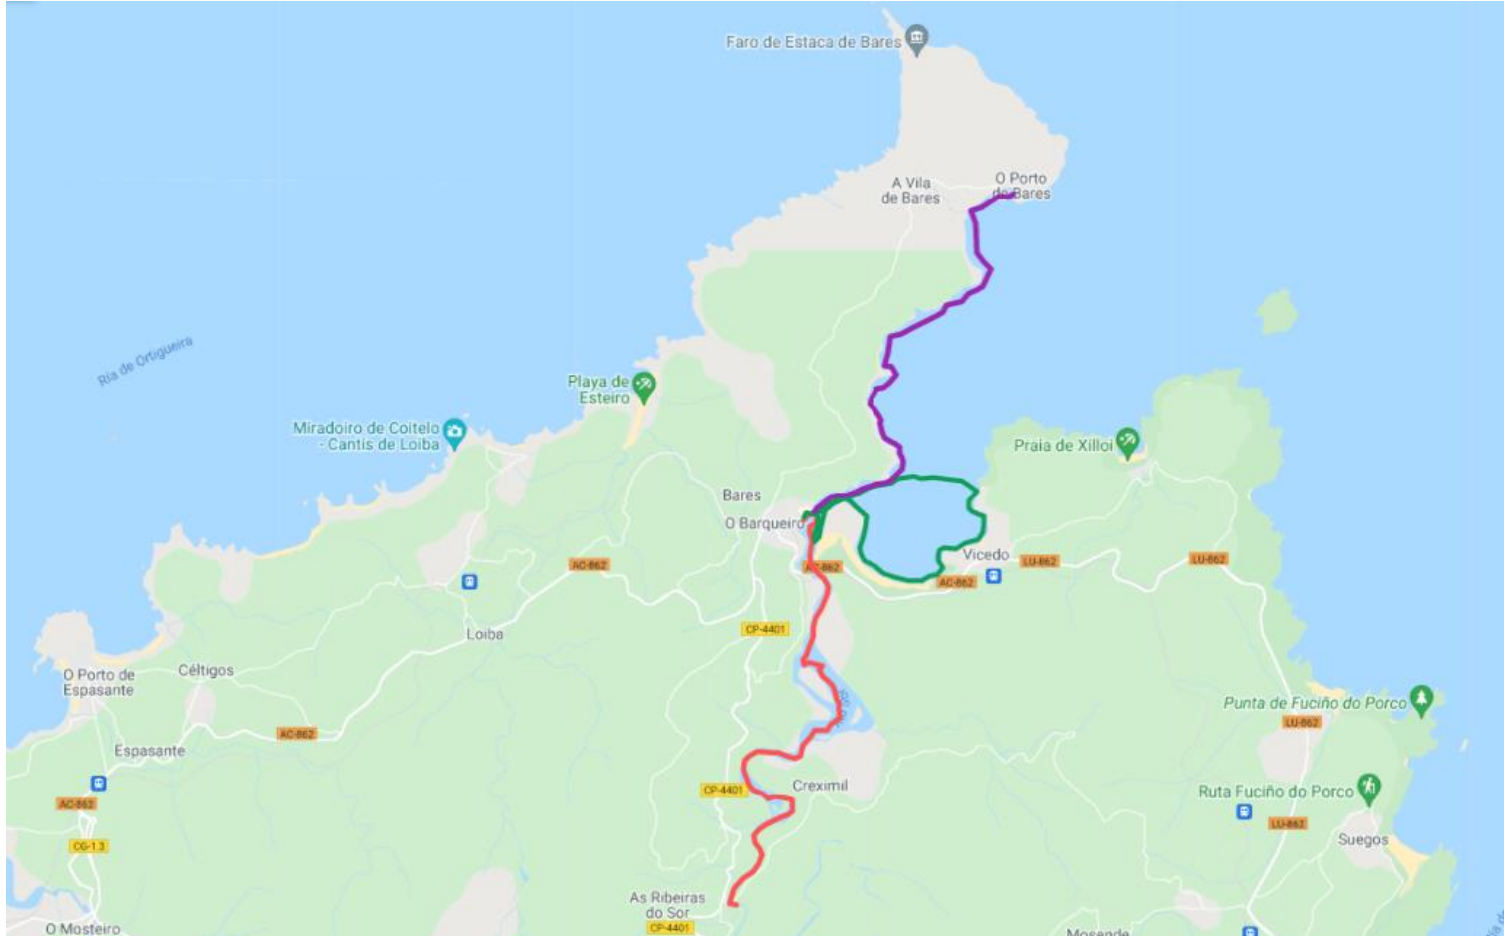 Faro de Estaca de Bares
A Vila
de Bares
O Porto
de Bares
Ría de Ortigueira
Playa de
Esteiro
Miradoiro de Coitelo
- Cantís de Loiba
Praia de Xilloi
Bares
O Barqueiro
AC-862
AC-862
AC-862
Vicedo
LU-862
LU-862
CP-4401
Loiba
Céltigos
O Porto de
Espasante
Río Sor
Punta de Fuciño do Porco
LU-862
AC-862
Espasante
Creximil
CP-4401
Ruta Fuciño do Porco
AC-862
LU-862
CG-1.3
Suegos
As Ribeiras
do Sor
CP-4401
O Mosteiro
Mosende